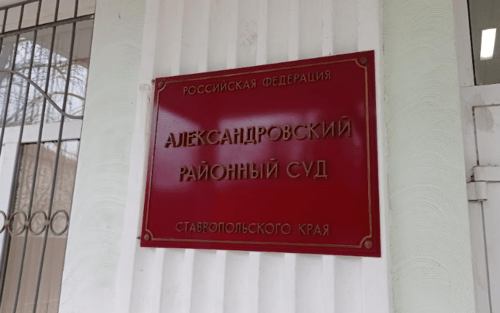 РОССИЙСКАЯ ФЕДЕРАЦИЯ
АЛЕКСАНДРОВСКИЙ
РАЙОННЫЙ СУД
СТАВРОПОЛЬСКОГО КРАЯ